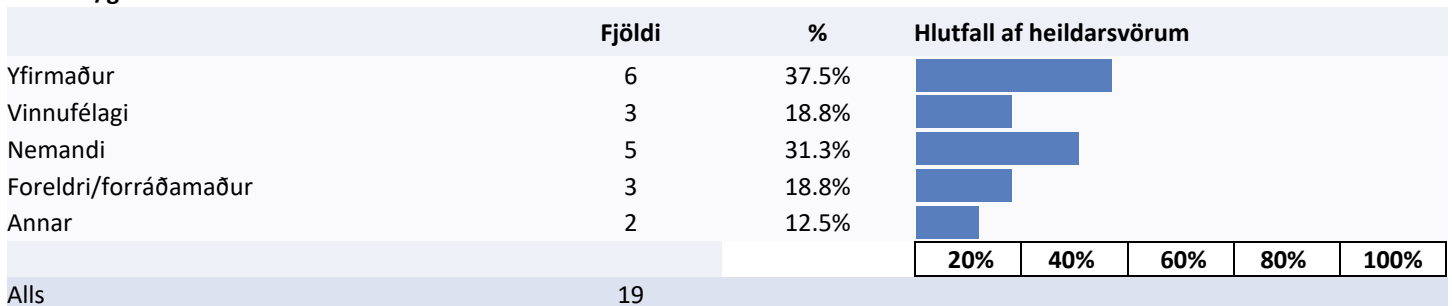 Fjöldi % Hlutfall af heildarsvörum
Yfirmaður 6 37.5%
Vinnufélagi 3 18.8%
Nemandi 5 31.3%
Foreldri/forráðamaður 3 18.8%
Annar 2 12.5%
20% 40% 60% 80% 100%
Alls 19